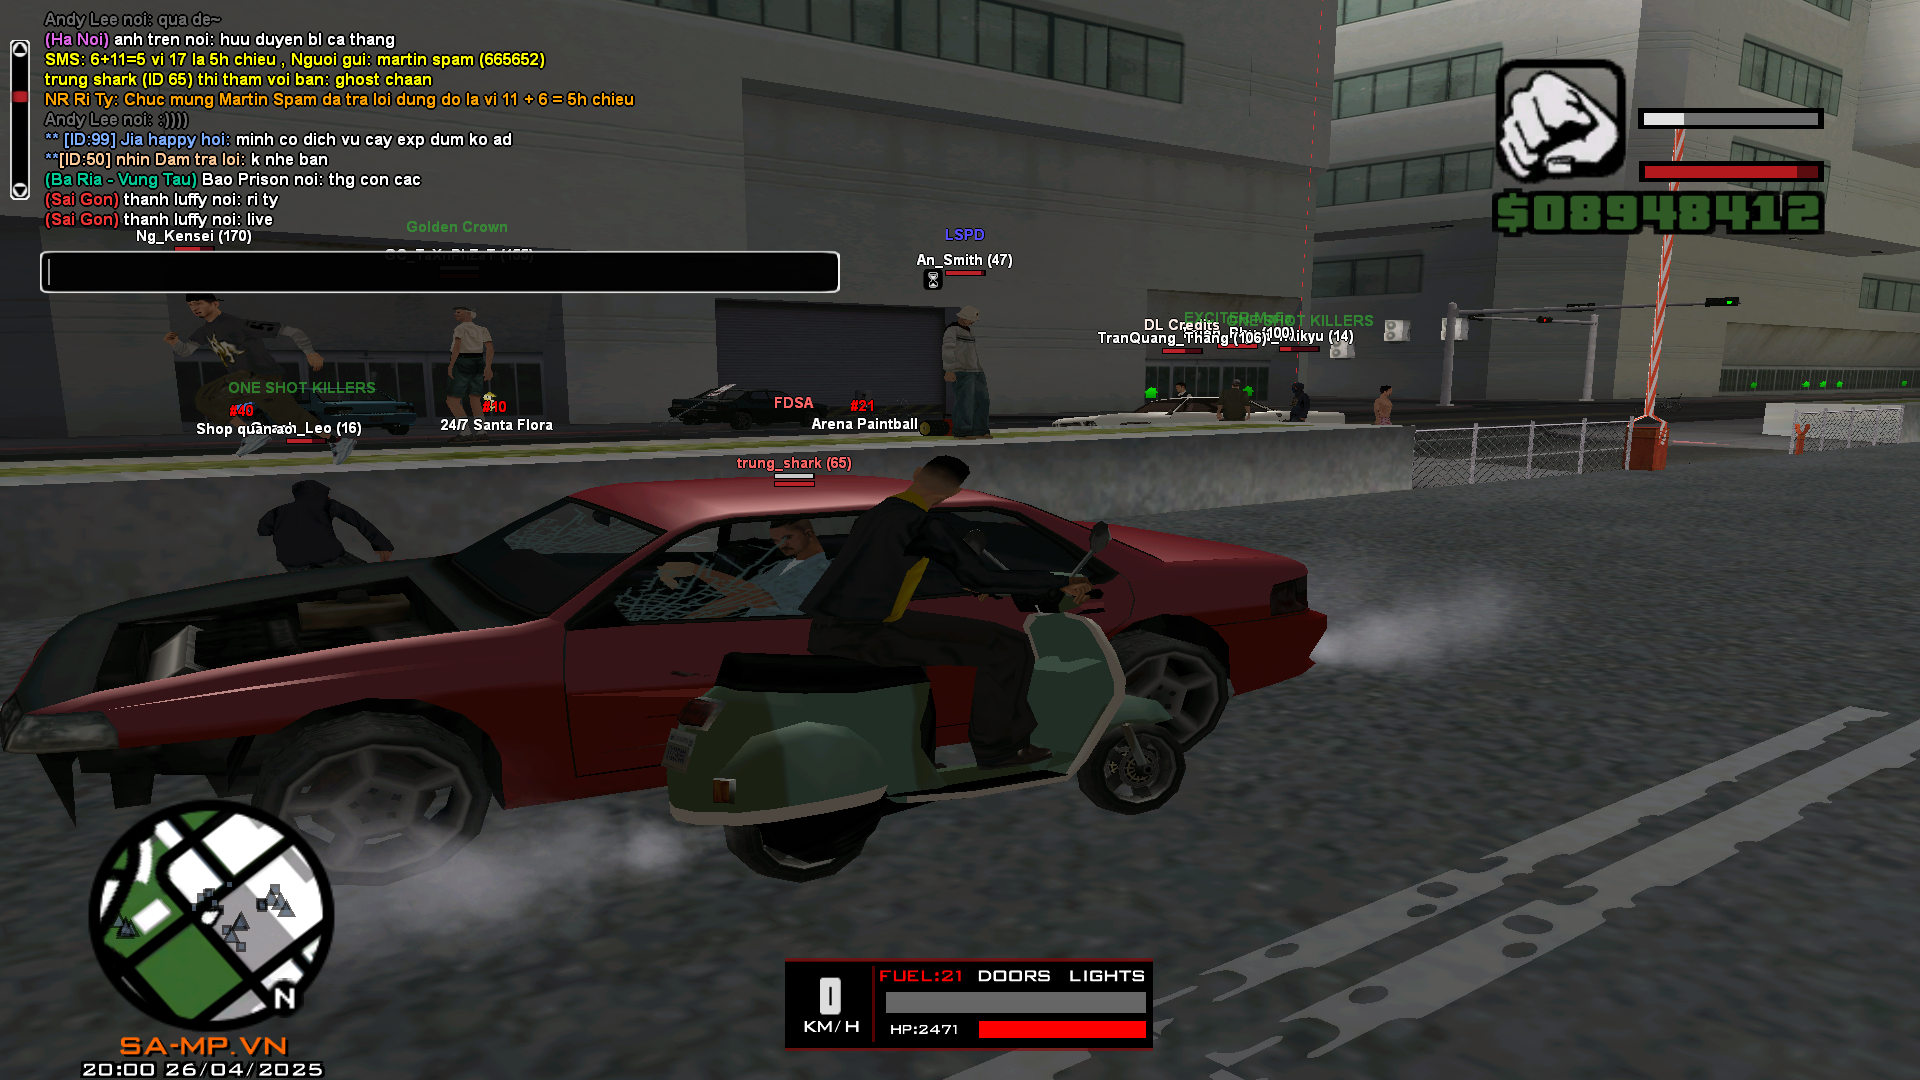 Andy Lee noi: qua de~
(Ha Noi) anh tren noi: huu duyen bl ca thang
SMS: 6+11=5 vi 17 la 5h chieu , Nguoi gui: martin spam (665652)
trung shark (ID 65) thi tham voi ban: ghost chaan
NR Ri Ty: Chuc mung Martin Spam da tra loi dung do la vi 11 + 6 = 5h chieu
Andy Lee noi: :))))
** [ID:99] Jia happy hoi: minh co dich vu cay exp dum ko ad
**[ID:50] nhin Dam tra loi: k nhe ban
(Ba Ria - Vung Tau) Bao Prison noi: thg con cac
(Sai Gon) thanh luffy noi: ri ty
(Sai Gon) thanh luffy noi: live
$08948412
Ng_Kensei (170)
Golden Crown
LSPD
An_Smith (47)
DL Credits
ONE SHOT KILLERS
TranQuang_Thang (106)
(100)
(14)
ONE SHOT KILLERS
#40
Shop quan ao
_Leo (16)
#10
24/7 Santa Flora
FDSA
#21
Arena Paintball
trung_shark (65)
N
SA-MP.VN
20:00 26/04/2025
FUEL:21 DOORS LIGHTS
0
KM/H
HP:2471